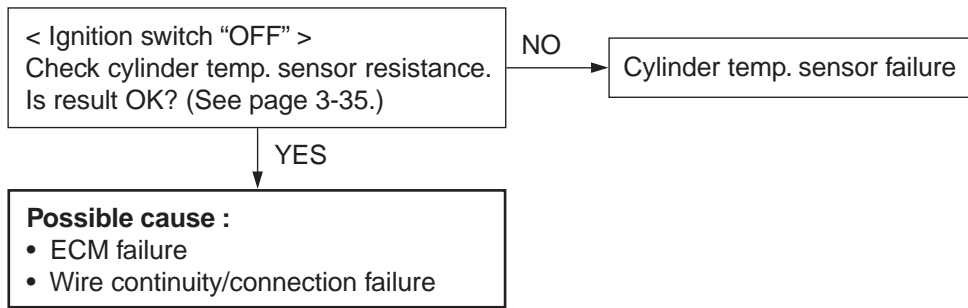 < Ignition switch “OFF” >
Check cylinder temp. sensor resistance.
Is result OK? (See page 3-35.)
NO
Cylinder temp. sensor failure
YES
Possible cause :
• ECM failure
• Wire continuity/connection failure